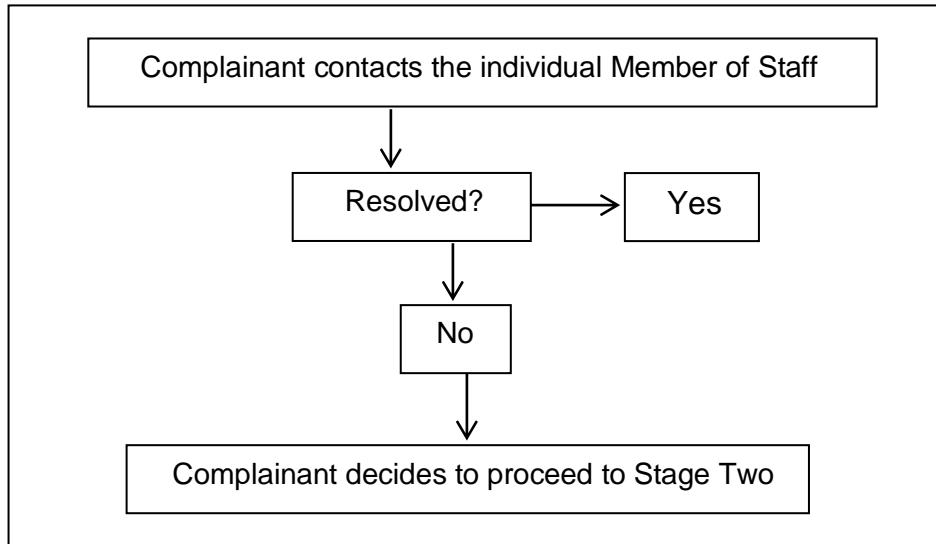 Complainant contacts the individual Member of Staff
Resolved?
Yes
No
Complainant decides to proceed to Stage Two